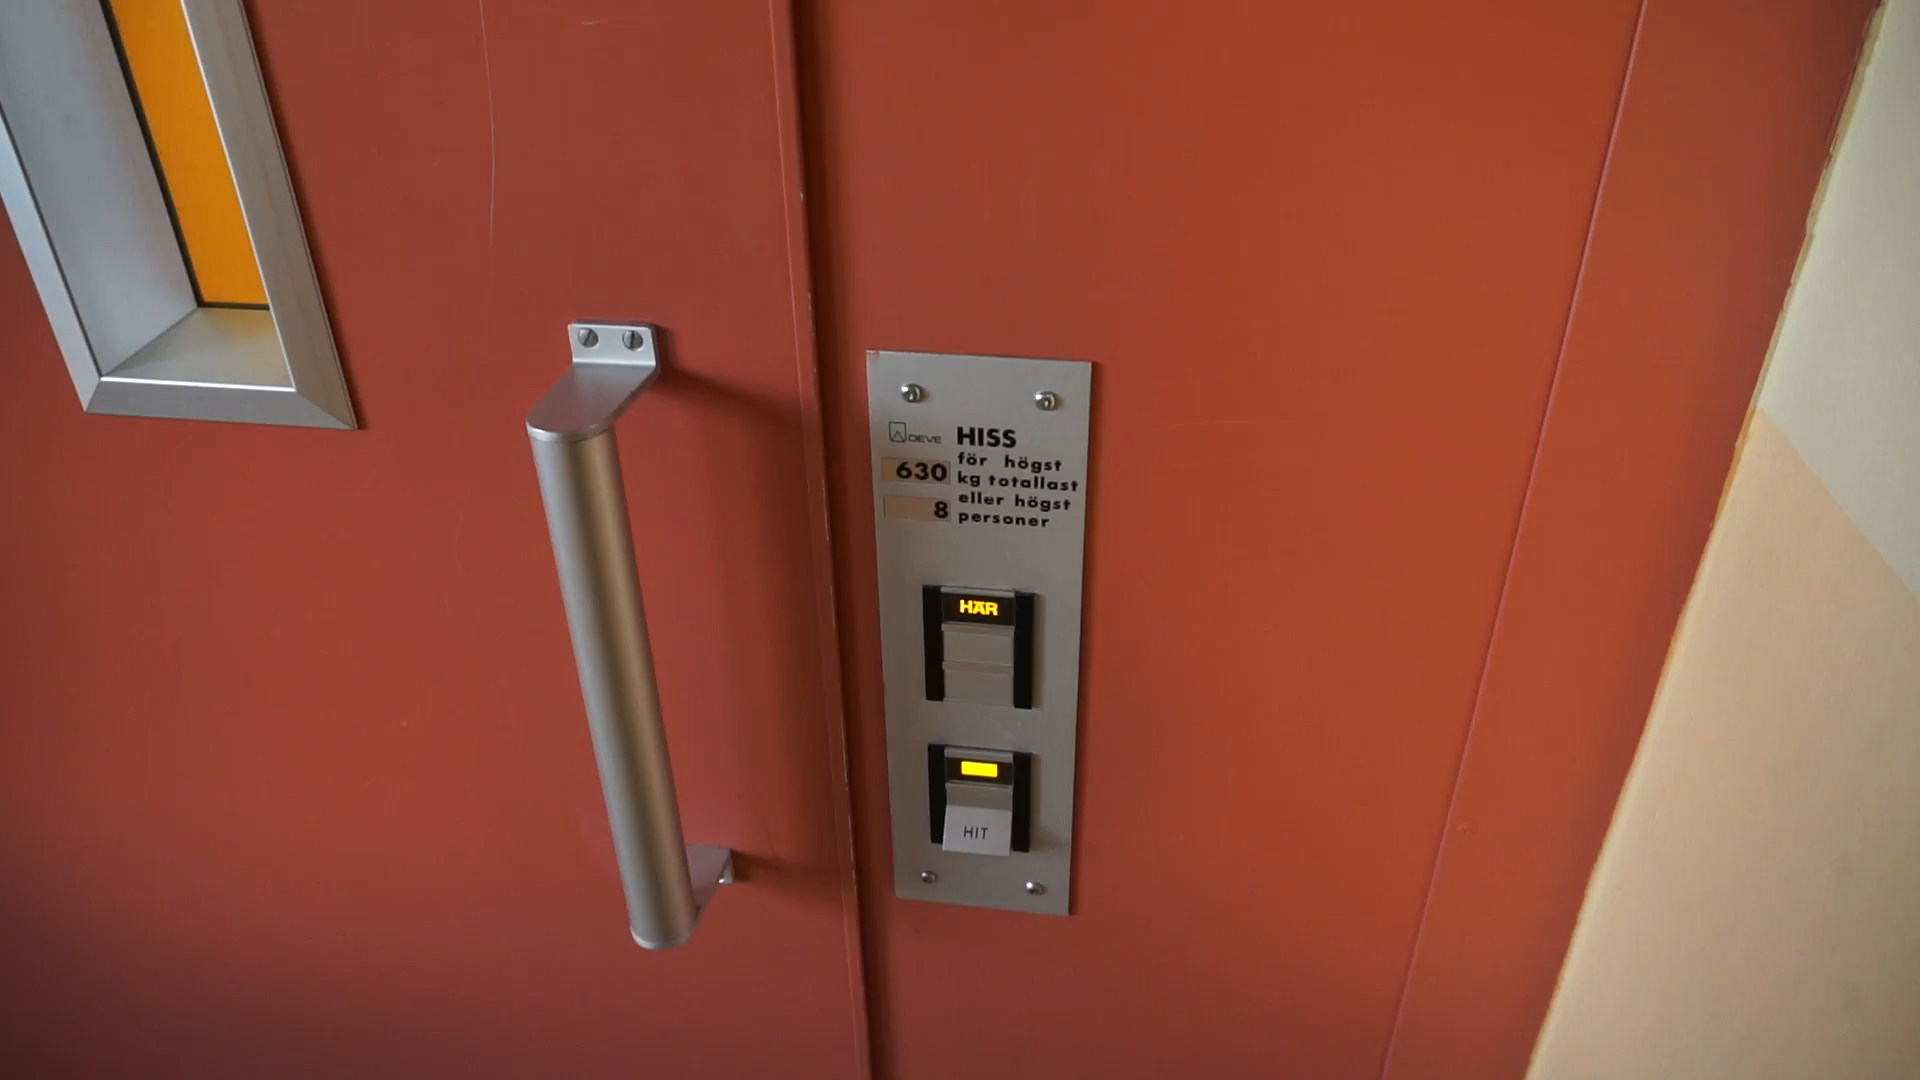 DEVE HISS
630 för högst
kg totallast
8 eller högst
personer
HÄR
HIT